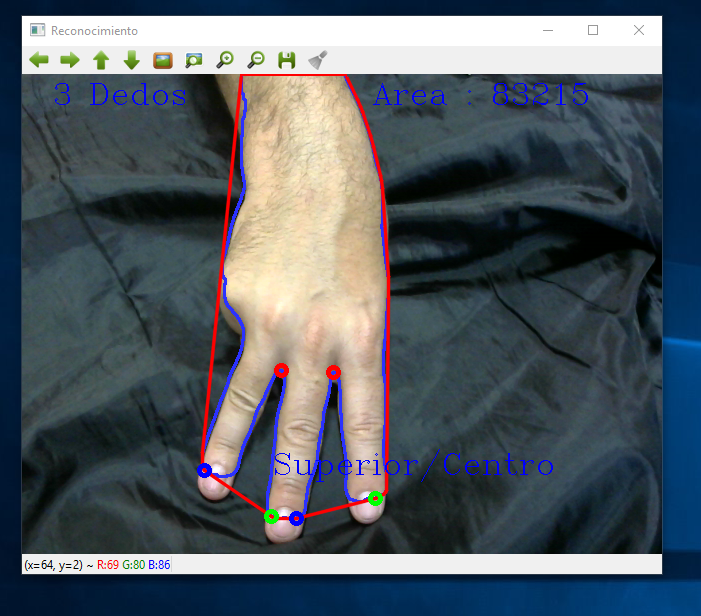 Reconocimiento
3 Dedos
Area : 83215
Superior/Centro
(x=64, y=2) ~ R:69 G:80 B:86